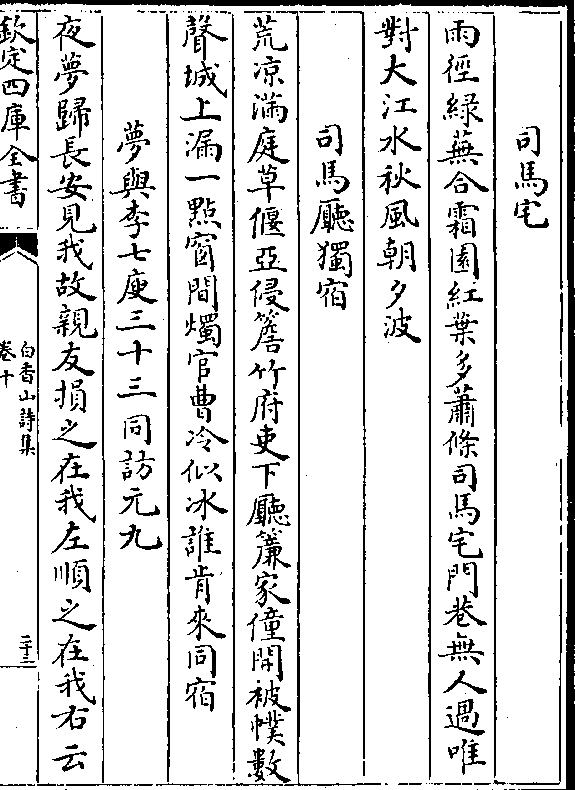 司馬宅
雨徑綠蕪合霜園紅葉多蕭條司馬宅門巷無人過唯
對大江水秋風朝夕波
司馬廳獨宿
荒凉滿庭草偃亞侵簷竹府吏下廳簾家僮開被幞數
聲城上漏一點窗間燭官曹冷似冰誰肯來同宿
夢與李七庾三十三同訪元九
夜夢歸長安見我故親友損之在我左順之在我右云
欽定四庫全書
白香山詩集
卷十
二十三